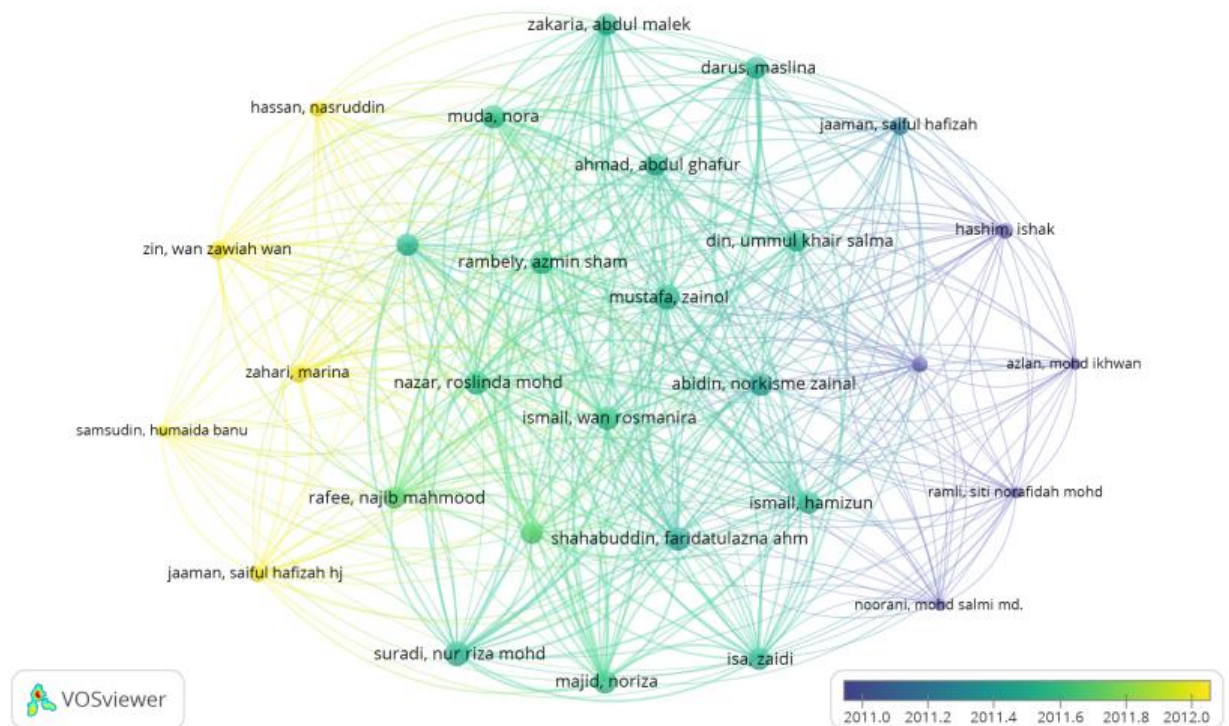 zakaria, abdul malek
darus, maslina
hassan, nasruddin
muda, nora
jaaman, saiful hafizah
ahmad, abdul ghafur
hashim, ishak
din, ummul khair salma
zin, wan zawiah wan
rambely, azmin sham
mustafa, zainol
azlan, mohd ikhwan
zahari, marina
nazar, roslinda mohd
abidin, norkisme zainal
ismail, wan rosmanira
samsudin, humaida banu
rafee, najib mahmood
ismail, hamizun
ramli, siti norafidah mohd
shahabuddin, faridatulazna ahm
jaaman, saiful hafizah hj
noorani, mohd salmi md.
suradi, nur riza mohd
isa, zaidi
majid, noriza
VOSviewer
2011.0 2011.2 2011.4 2011.6 2011.8 2012.0